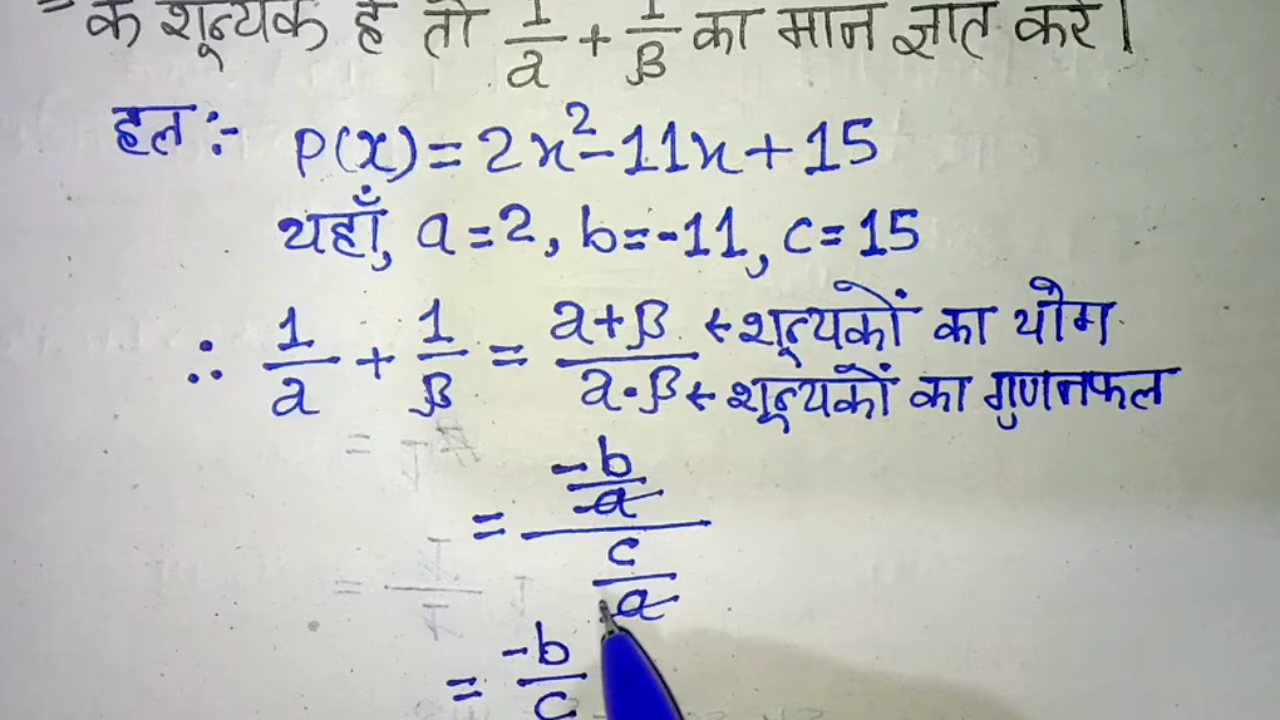 के शून्यक है तो 1/α + 1/β का मान ज्ञात करें।
हल :- P(x) = 2x² - 11x + 15
यहाँ, a = 2, b = -11, c = 15
∴ 1/α + 1/β = α+β/α·β ← शून्यकों का योग
← शून्यकों का गुणनफल
= -b/a / c/a
= -b/c